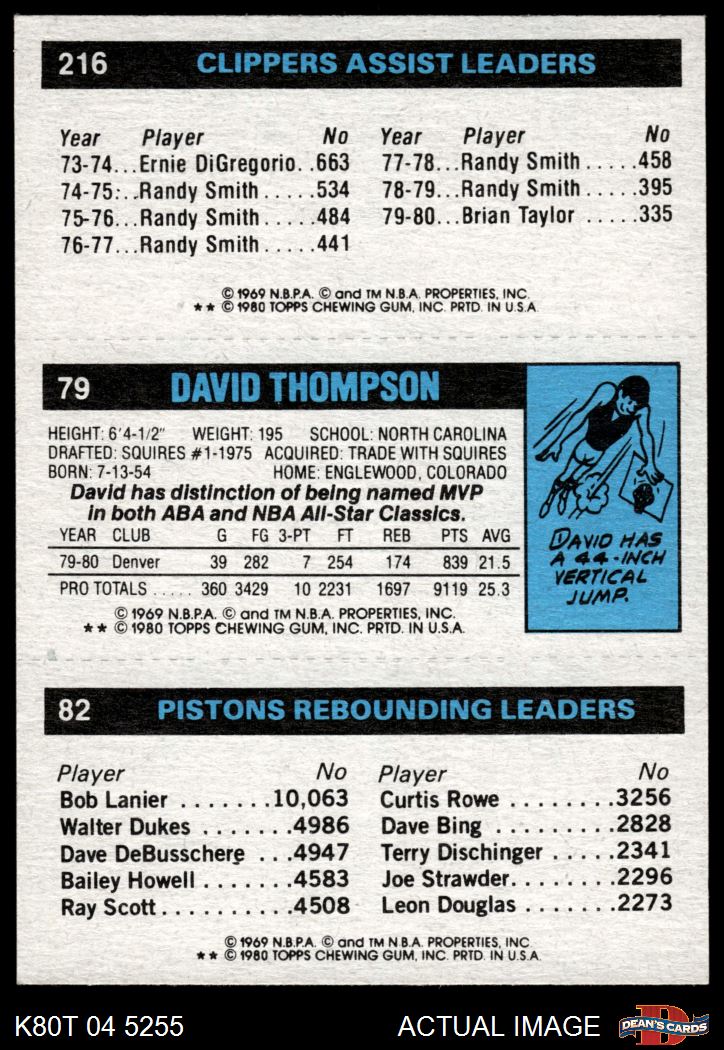 216 CLIPPERS ASSIST LEADERS
Year Player No Year Player No
73-74...Ernie DiGregorio..663 77-78...Randy Smith.....458
74-75:..Randy Smith.....534 78-79...Randy Smith.....395
75-76...Randy Smith.....484 79-80...Brian Taylor.....335
76-77...Randy Smith.....441
© 1969 N.B.P.A. © and TM N.B.A. PROPERTIES, INC.
★★ © 1980 TOPPS CHEWING GUM, INC. PRTD. IN U.S.A.
79 DAVID THOMPSON
HEIGHT: 6'4-1/2" WEIGHT: 195 SCHOOL: NORTH CAROLINA
DRAFTED: SQUIRES #1-1975 ACQUIRED: TRADE WITH SQUIRES
BORN: 7-13-54 HOME: ENGLEWOOD, COLORADO
David has distinction of being named MVP
in both ABA and NBA All-Star Classics.
YEAR CLUB G FG 3-PT FT REB PTS AVG
79-80 Denver 39 282 7 254 174 839 21.5
PRO TOTALS ..... 360 3429 10 2231 1697 9119 25.3
© 1969 N.B.P.A. © and TM N.B.A. PROPERTIES, INC.
★★ © 1980 TOPPS CHEWING GUM, INC. PRTD. IN U.S.A.
DAVID HAS
A 44-INCH
VERTICAL
JUMP.
82 PISTONS REBOUNDING LEADERS
Player No Player No
Bob Lanier.......10,063 Curtis Rowe........3256
Walter Dukes.......4986 Dave Bing.........2828
Dave DeBusschere...4947 Terry Dischinger.....2341
Bailey Howell.......4583 Joe Strawder........2296
Ray Scott..........4508 Leon Douglas.......2273
© 1969 N.B.P.A. © and TM N.B.A. PROPERTIES, INC.
★★ © 1980 TOPPS CHEWING GUM, INC. PRTD. IN U.S.A.
K80T 04 5255 ACTUAL IMAGE D DEAN'S CARDS